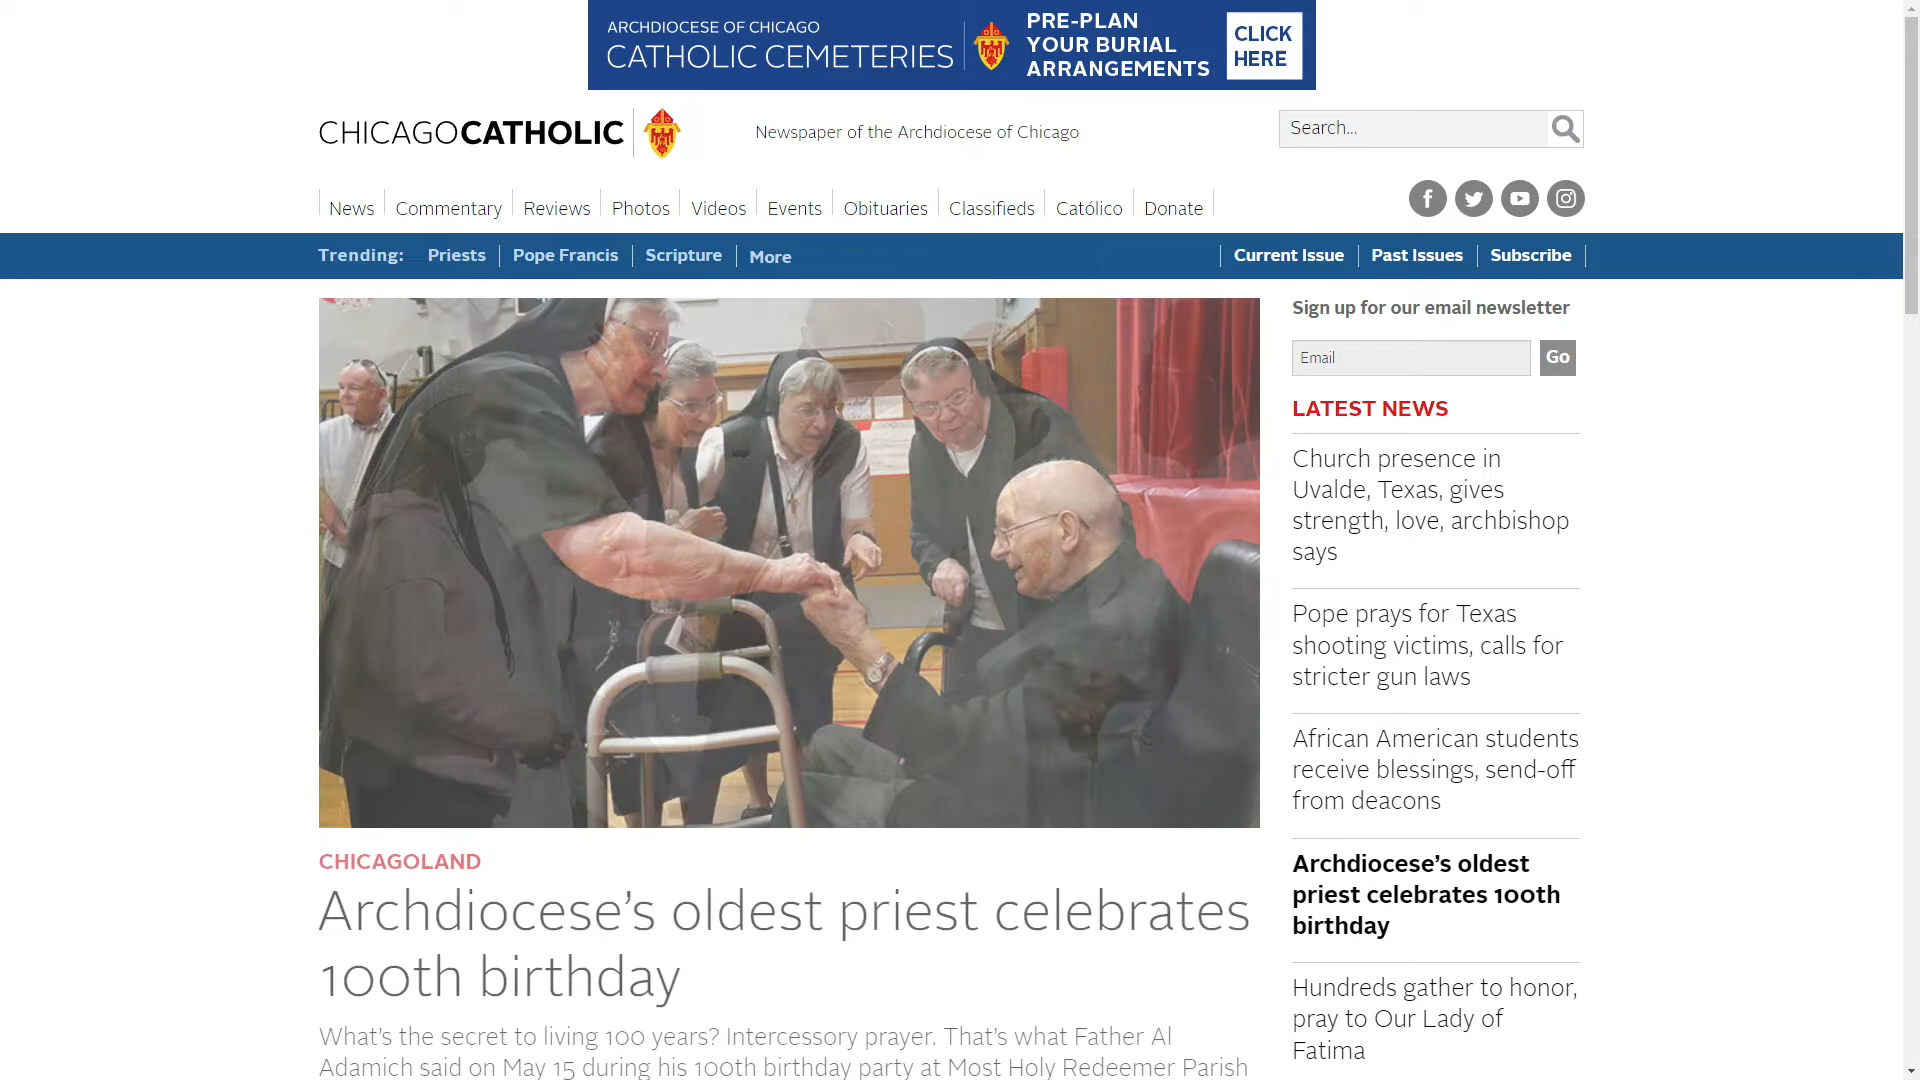 ARCHDIOCESE OF CHICAGO
CATHOLIC CEMETERIES
PRE-PLAN
YOUR BURIAL
ARRANGEMENTS
CLICK
HERE
CHICAGOCATHOLIC
Newspaper of the Archdiocese of Chicago
Search...
News
Commentary
Reviews
Photos
Videos
Events
Obituaries
Classifieds
Católico
Donate
Trending:
Priests
Pope Francis
Scripture
More
Current Issue
Past Issues
Subscribe
CHICAGOLAND
Archdiocese’s oldest priest celebrates
100th birthday
What’s the secret to living 100 years? Intercessory prayer. That’s what Father Al
Adamich said on May 15 during his 100th birthday party at Most Holy Redeemer Parish
Sign up for our email newsletter
Email
Go
LATEST NEWS
Church presence in
Uvalde, Texas, gives
strength, love, archbishop
says
Pope prays for Texas
shooting victims, calls for
stricter gun laws
African American students
receive blessings, send-off
from deacons
Archdiocese’s oldest
priest celebrates 100th
birthday
Hundreds gather to honor,
pray to Our Lady of
Fatima